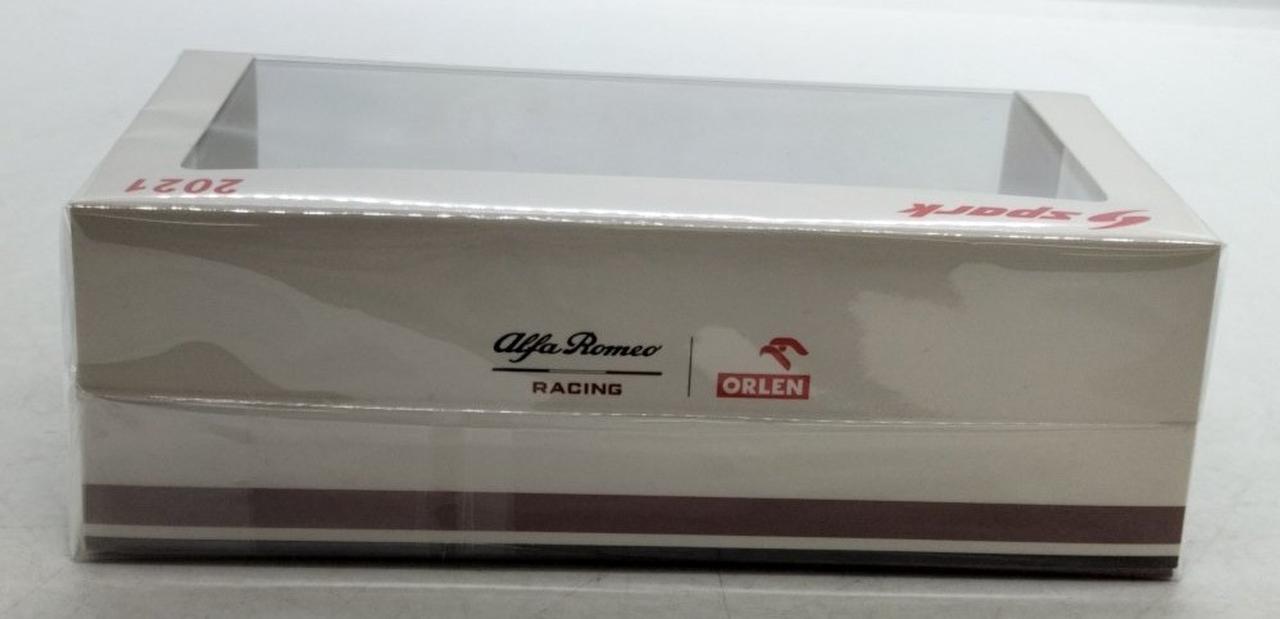 2021
spark
Alfa Romeo
RACING
ORLEN